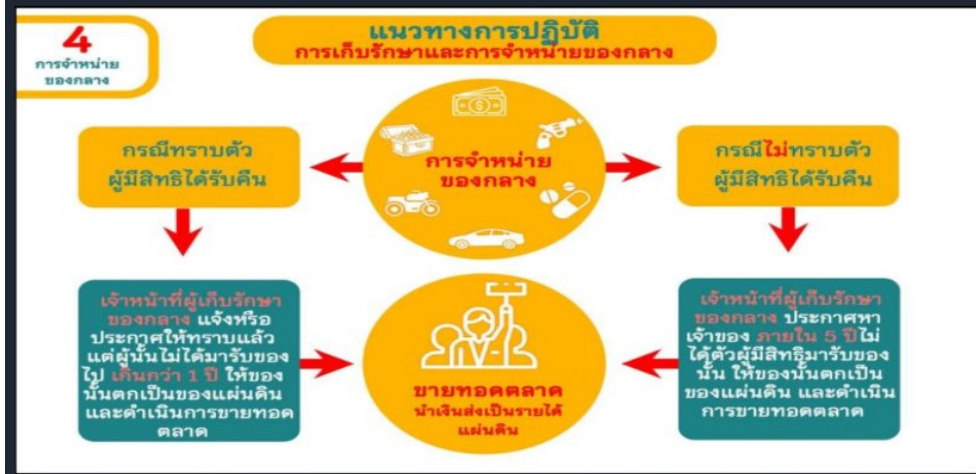 4
การจำหน่าย
ของกลาง
แนวทางการปฏิบัติ
การเก็บรักษาและการจำหน่ายของกลาง
กรณีทราบตัว
ผู้มีสิทธิได้รับคืน
การจำหน่าย
ของกลาง
กรณีไม่ทราบตัว
ผู้มีสิทธิได้รับคืน
เจ้าหน้าที่ผู้เก็บรักษา
ของกลาง แจ้งหรือ
ประกาศให้ทราบแล้ว
แต่ผู้นั้นไม่ได้มารับของ
ไป เกินกว่า 1 ปี ให้ของ
นั้นตกเป็นของแผ่นดิน
และดำเนินการขายทอด
ตลาด
ขายทอดตลาด
นำเงินส่งเป็นรายได้
แผ่นดิน
เจ้าหน้าที่ผู้เก็บรักษา
ของกลาง ประกาศหา
เจ้าของ ภายใน 5 ปีไม่
ได้ตัวผู้มีสิทธิมารับของ
นั้น ให้ของนั้นตกเป็น
ของแผ่นดิน และดำเนิน
การขายทอดตลาด